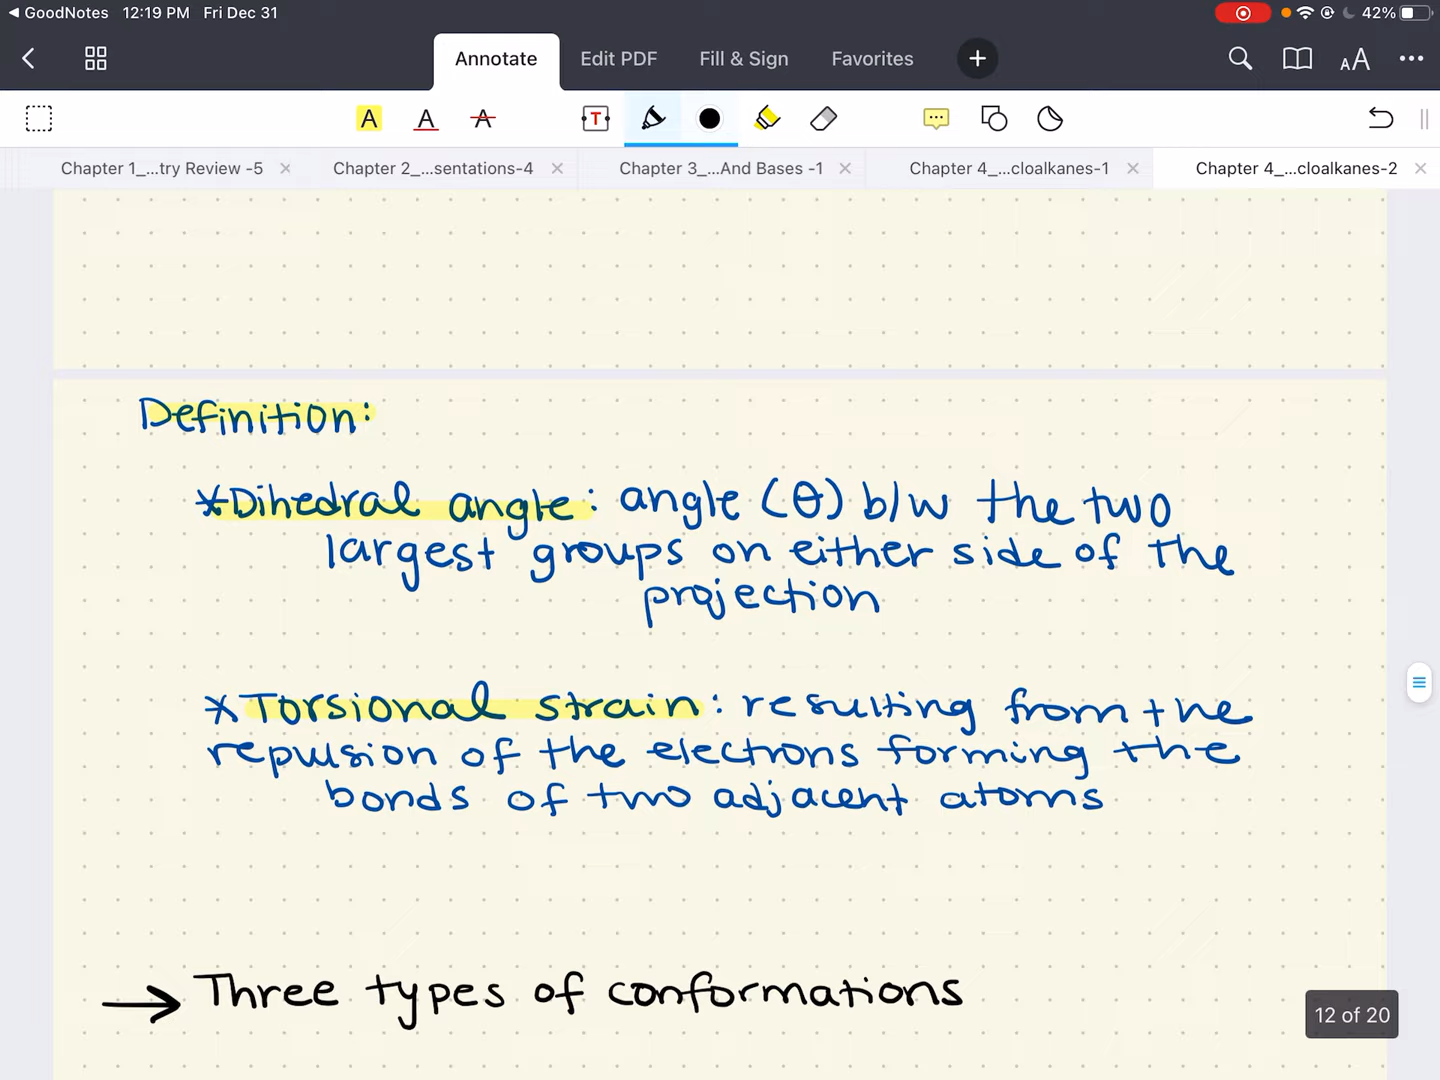 GoodNotes 12:19 PM Fri Dec 31 42%
Annotate Edit PDF Fill & Sign Favorites
A A A T AA
Chapter 1_...try Review -5 Chapter 2_...sentations-4 Chapter 3_...And Bases -1 Chapter 4_...cloalkanes-1 Chapter 4_...cloalkanes-2
Definition:
*Dihedral angle: angle (θ) b/w the two
largest groups on either side of the
projection
*Torsional strain: resulting from the
repulsion of the electrons forming the
bonds of two adjacent atoms
→ Three types of conformations
12 of 20